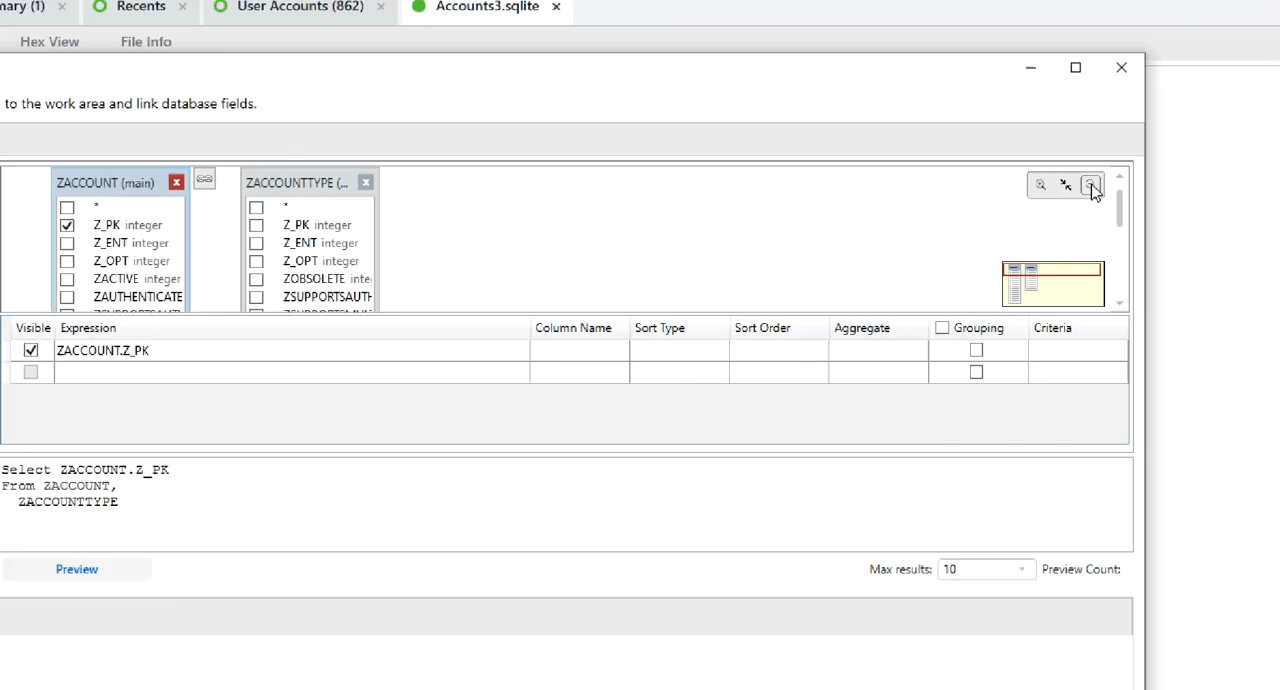 mary (1) × Recents × User Accounts (862) × Accounts3.sqlite ×
Hex View File Info
to the work area and link database fields.
ZACCOUNT (main) x ZACCOUNTTYPE (... x
* *
Z_PK integer Z_PK integer
Z_ENT integer Z_ENT integer
Z_OPT integer Z_OPT integer
ZACTIVE integer ZOBSOLETE inte
ZAUTHENTICATE ZSUPPORTSAUTH
Visible Expression Column Name Sort Type Sort Order Aggregate Grouping Criteria
ZACCOUNT.Z_PK
Select ZACCOUNT.Z_PK
From ZACCOUNT,
ZACCOUNTTYPE
Preview Max results: 10 Preview Count: